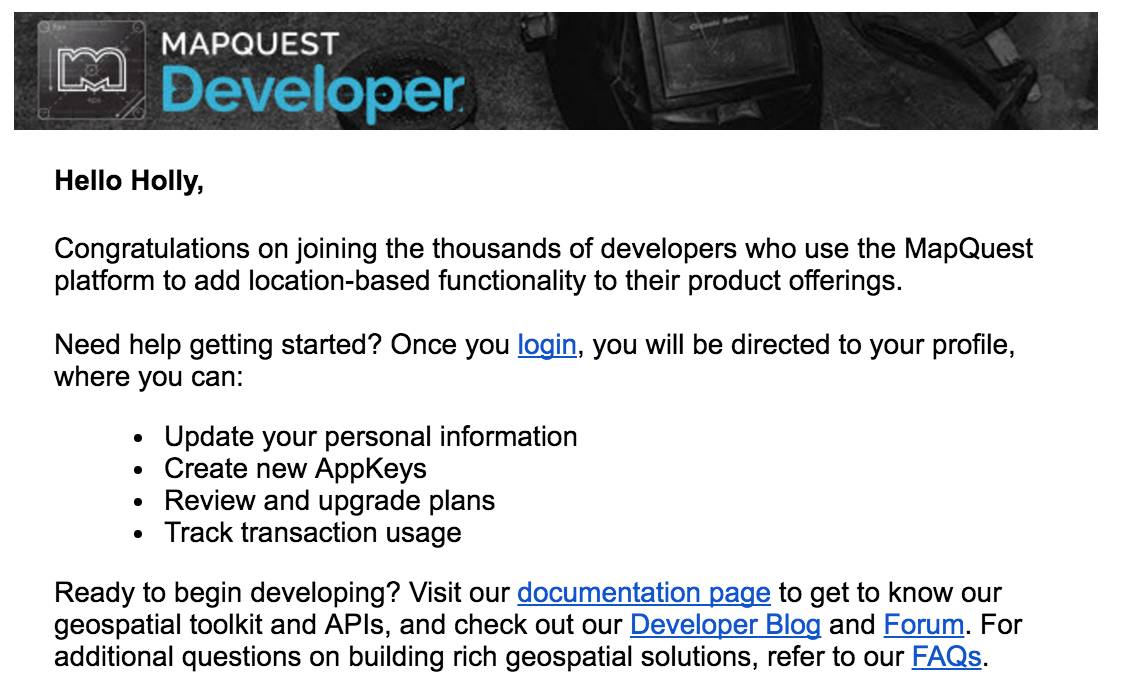 MAPQUEST
Developer
Classic Series
Hello Holly,
Congratulations on joining the thousands of developers who use the MapQuest
platform to add location-based functionality to their product offerings.
Need help getting started? Once you login, you will be directed to your profile,
where you can:
• Update your personal information
• Create new AppKeys
• Review and upgrade plans
• Track transaction usage
Ready to begin developing? Visit our documentation page to get to know our
geospatial toolkit and APIs, and check out our Developer Blog and Forum. For
additional questions on building rich geospatial solutions, refer to our FAQs.